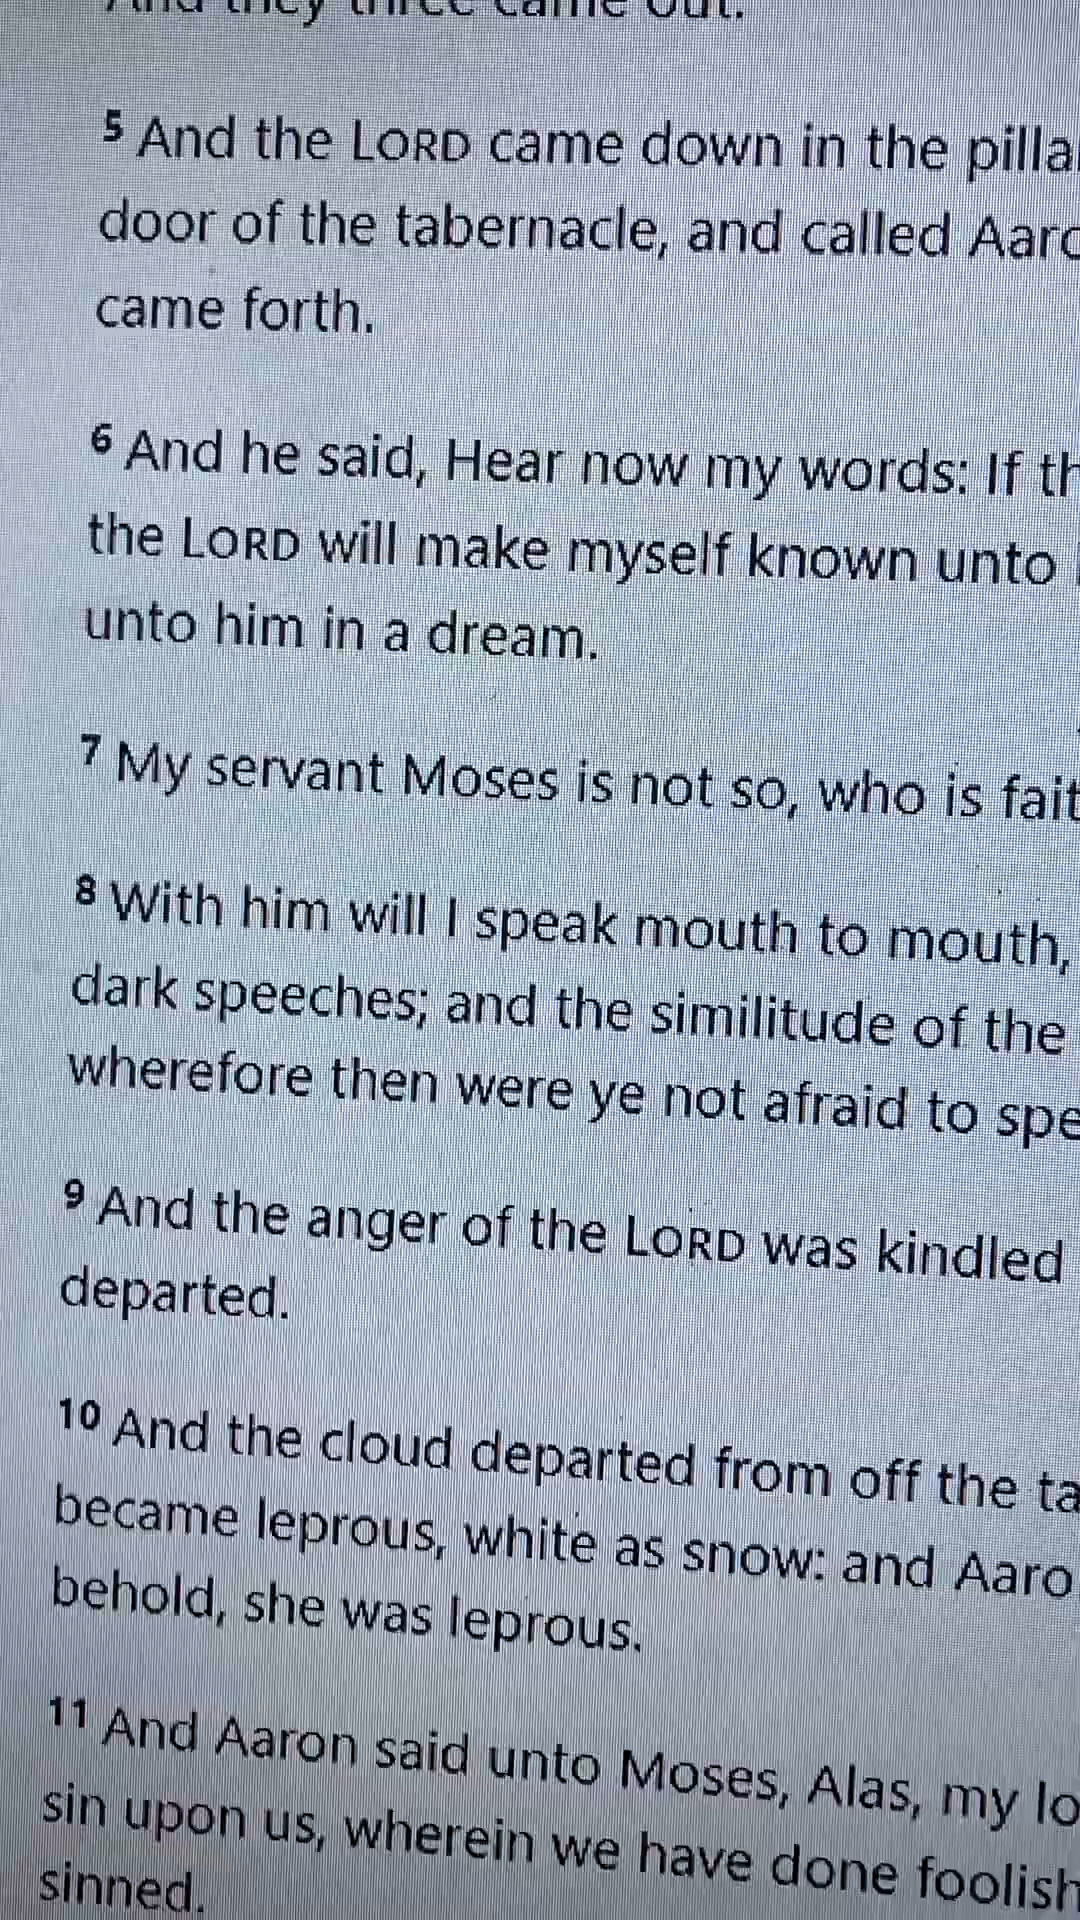 And they three came out.
5 And the LORD came down in the pilla
door of the tabernacle, and called Aaro
came forth.
6 And he said, Hear now my words: If th
the LORD will make myself known unto
unto him in a dream.
7 My servant Moses is not so, who is fait
8 With him will I speak mouth to mouth,
dark speeches; and the similitude of the
wherefore then were ye not afraid to spe
9 And the anger of the LORD was kindled
departed.
10 And the cloud departed from off the ta
became leprous, white as snow: and Aaro
behold, she was leprous.
11 And Aaron said unto Moses, Alas, my lo
sin upon us, wherein we have done foolish
sinned.